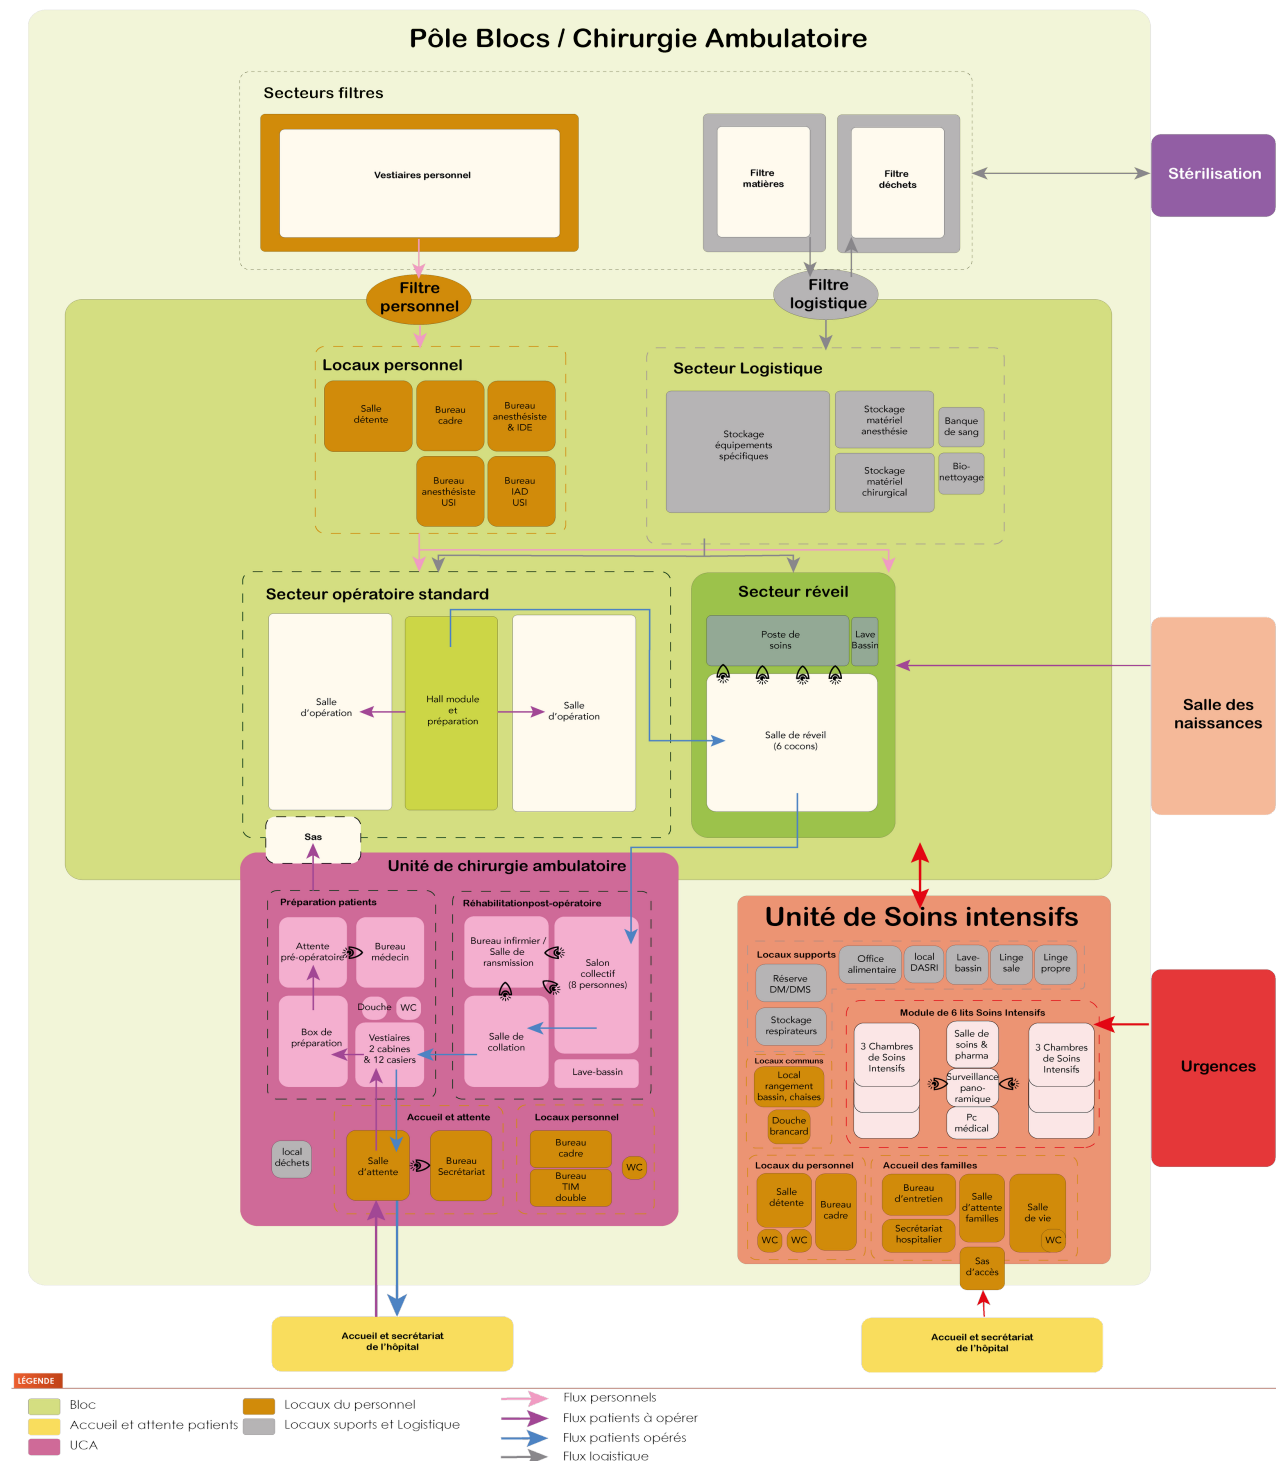 Pôle Blocs / Chirurgie Ambulatoire
Secteurs filtres
Vestiaires personnel
Filtre
matières
Filtre
déchets
Stérilisation
Filtre
personnel
Filtre
logistique
Locaux personnel
Salle
détente
Bureau
cadre
Bureau
anesthésiste
& IDE
Bureau
anesthésiste
USI
Bureau
IAD
USI
Secteur Logistique
Stockage
équipements
spécifiques
Stockage
matériel
anesthésie
Banque
de sang
Stockage
matériel
chirurgical
Bio-
nettoyage
Secteur opératoire standard
Salle
d'opération
Hall module
et
préparation
Salle
d'opération
Secteur réveil
Poste de
soins
Lave
Bassin
Salle de réveil
(6 cocons)
Salle des
naissances
Sas
Unité de chirurgie ambulatoire
Préparation patients
Attente
pré-opératoire
Bureau
médecin
Douche
WC
Box de
préparation
Vestiaires
2 cabines
& 12 casiers
Réhabilitationpost-opératoire
Bureau infirmier /
Salle de
ransmission
Salon
collectif
(8 personnes)
Salle de
collation
Lave-bassin
Accueil et attente
Salle
d'attente
Bureau
Secrétariat
local
déchets
Locaux personnel
Bureau
cadre
Bureau
TIM
double
WC
Unité de Soins intensifs
Locaux supports
Office
alimentaire
local
DASRI
Lave-
bassin
Linge
sale
Linge
propre
Réserve
DM/DMS
Stockage
respirateurs
Module de 6 lits Soins Intensifs
3 Chambres
de Soins
Intensifs
Salle de
soins &
pharma
Surveillance
pano-
ramique
Pc
médical
3 Chambres
de Soins
Intensifs
Locaux communs
Local
rangement
bassin, chaises
Douche
brancard
Locaux du personnel
Salle
détente
Bureau
cadre
WC
WC
Accueil des familles
Bureau
d'entretien
Secrétariat
hospitalier
Salle
d'attente
familles
Salle
de vie
WC
Sas
d'accès
Urgences
Accueil et secrétariat
de l'hôpital
Accueil et secrétariat
de l'hôpital
LÉGENDE
Bloc
Accueil et attente patients
UCA
Locaux du personnel
Locaux suports et Logistique
Flux personnels
Flux patients à opérer
Flux patients opérés
Flux logistique